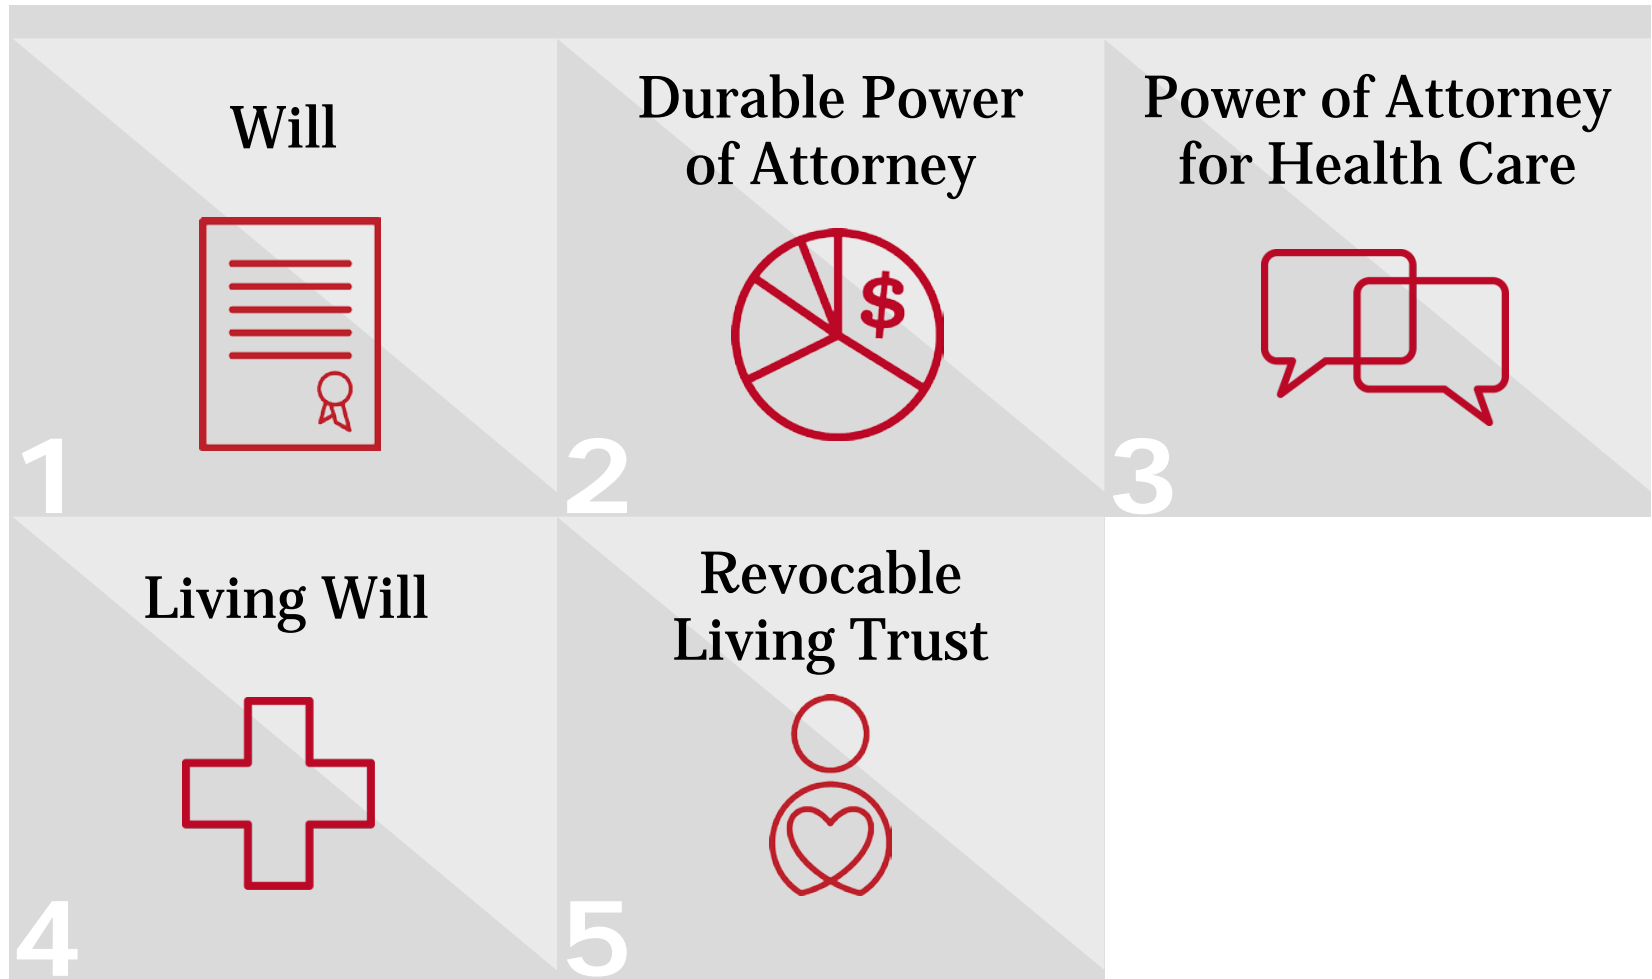 Will
1
Durable Power
of Attorney
$
2
Power of Attorney
for Health Care
3
Living Will
4
Revocable
Living Trust
5